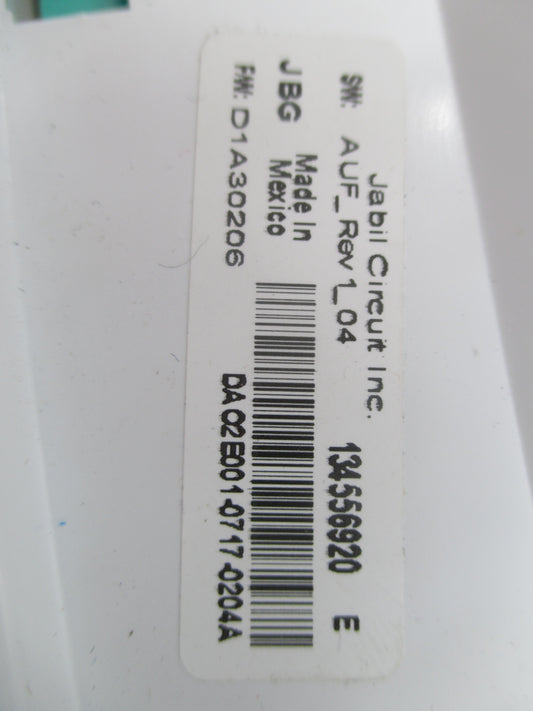 Jabil Circuit Inc.
SW: AUF_Rev 1_04 134556920 E
JBG Made In
Mexico
F/W: D1A30206 DA 02E001-0717-0204A